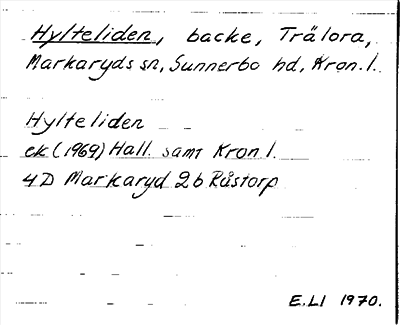 Hylteliden, backe, Trälora,
Markaryds sn, Sunnerbo hd, Kron. l.
Hylteliden
ek (1969) Hall. samt Kron l.
4D Markaryd 2b Råstorp
E.LI 1970.